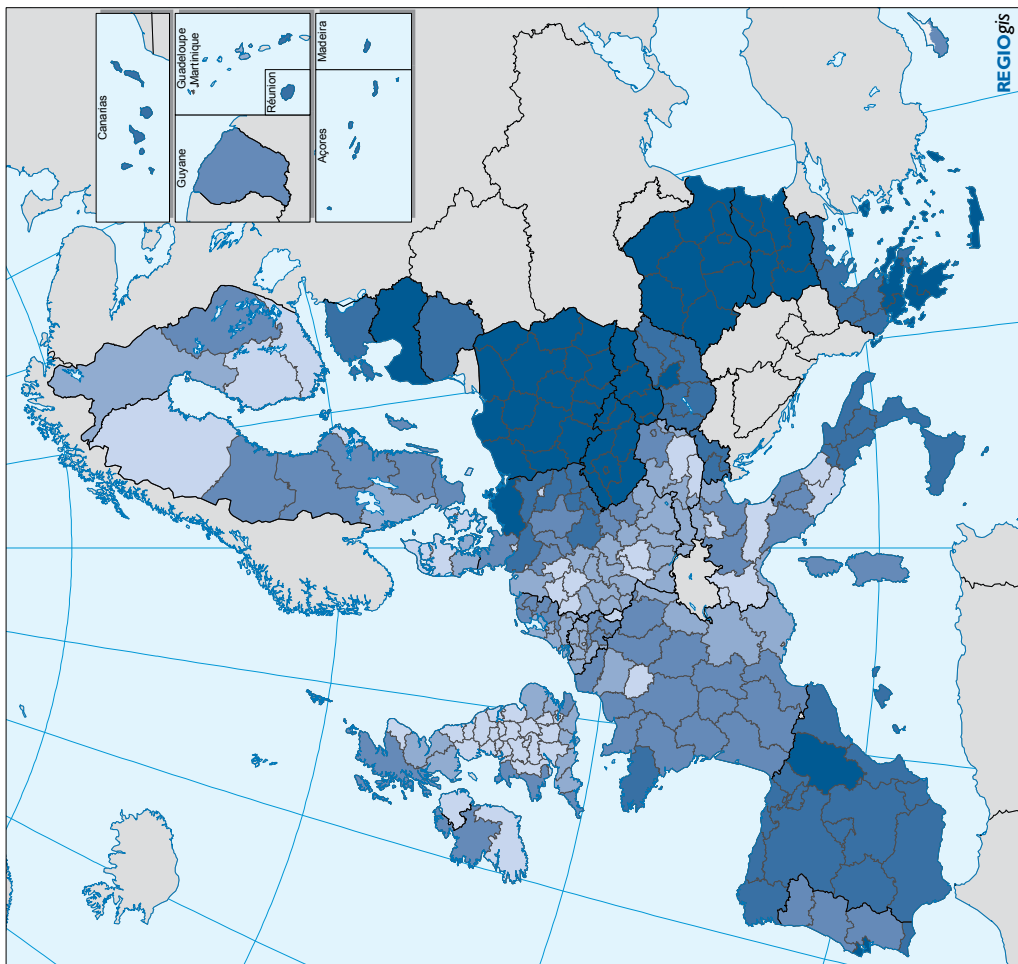 Canarias
Guyane
Guadeloupe
Martinique
Réunion
Açores
Madeira
REGIOgis